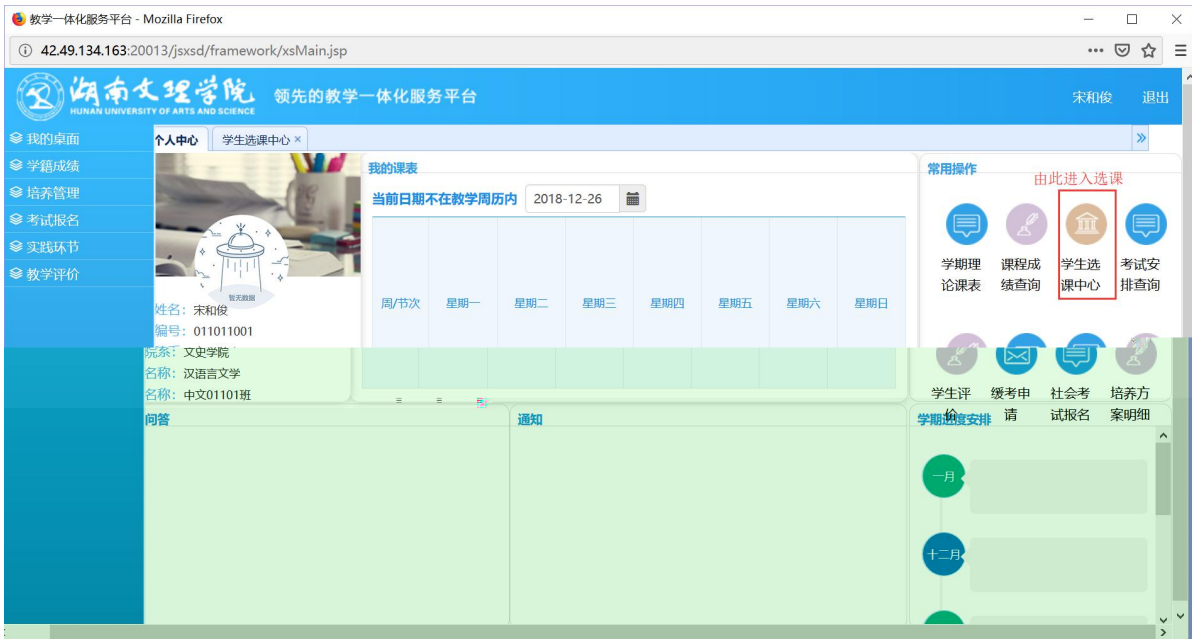 教学一体化服务平台 - Mozilla Firefox
42.49.134.163:20013/jsxsd/framework/xsMain.jsp
湖南文理学院
HUNAN UNIVERSITY OF ARTS AND SCIENCE
领先的教学一体化服务平台
宋和俊 退出
我的桌面
学籍成绩
培养管理
考试报名
实践环节
教学评价
个人中心 学生选课中心 ×
暂无数据
姓名：宋和俊
编号：011011001
院系：文史学院
名称：汉语言文学
名称：中文01101班
我的课表
当前日期不在教学周历内 2018-12-26
周/节次 星期一 星期二 星期三 星期四 星期五 星期六 星期日
常用操作
由此进入选课
学期理论课表
课程成绩查询
学生选课中心
考试安排查询
学生评价
缓考申请
社会考试报名
培养方案明细
问答
通知
学期进度安排
一月
十二月